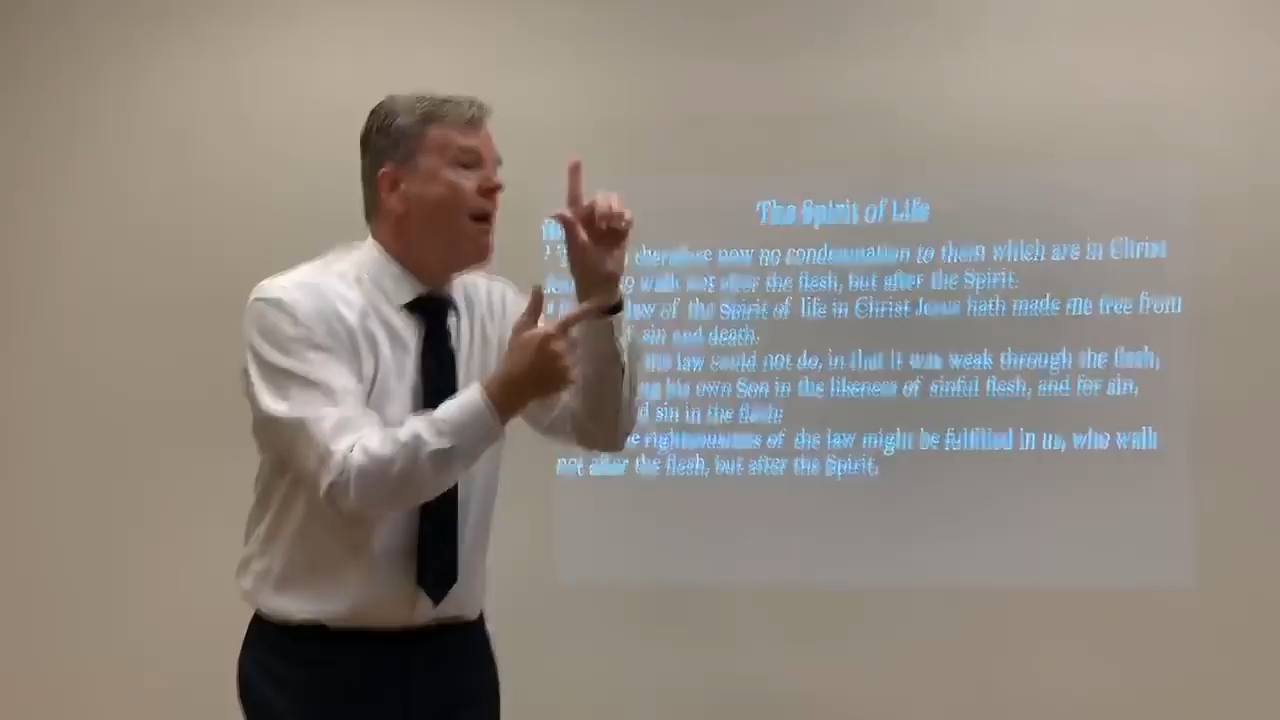 The Spirit of Life
therefore now no condemnation to them which are in Christ
walk not after the flesh, but after the Spirit.
law of the Spirit of life in Christ Jesus hath made me free from
sin and death.
the law could not do, in that it was weak through the flesh,
his own Son in the likeness of sinful flesh, and for sin,
sin in the flesh:
righteousness of the law might be fulfilled in us, who walk
not after the flesh, but after the Spirit.